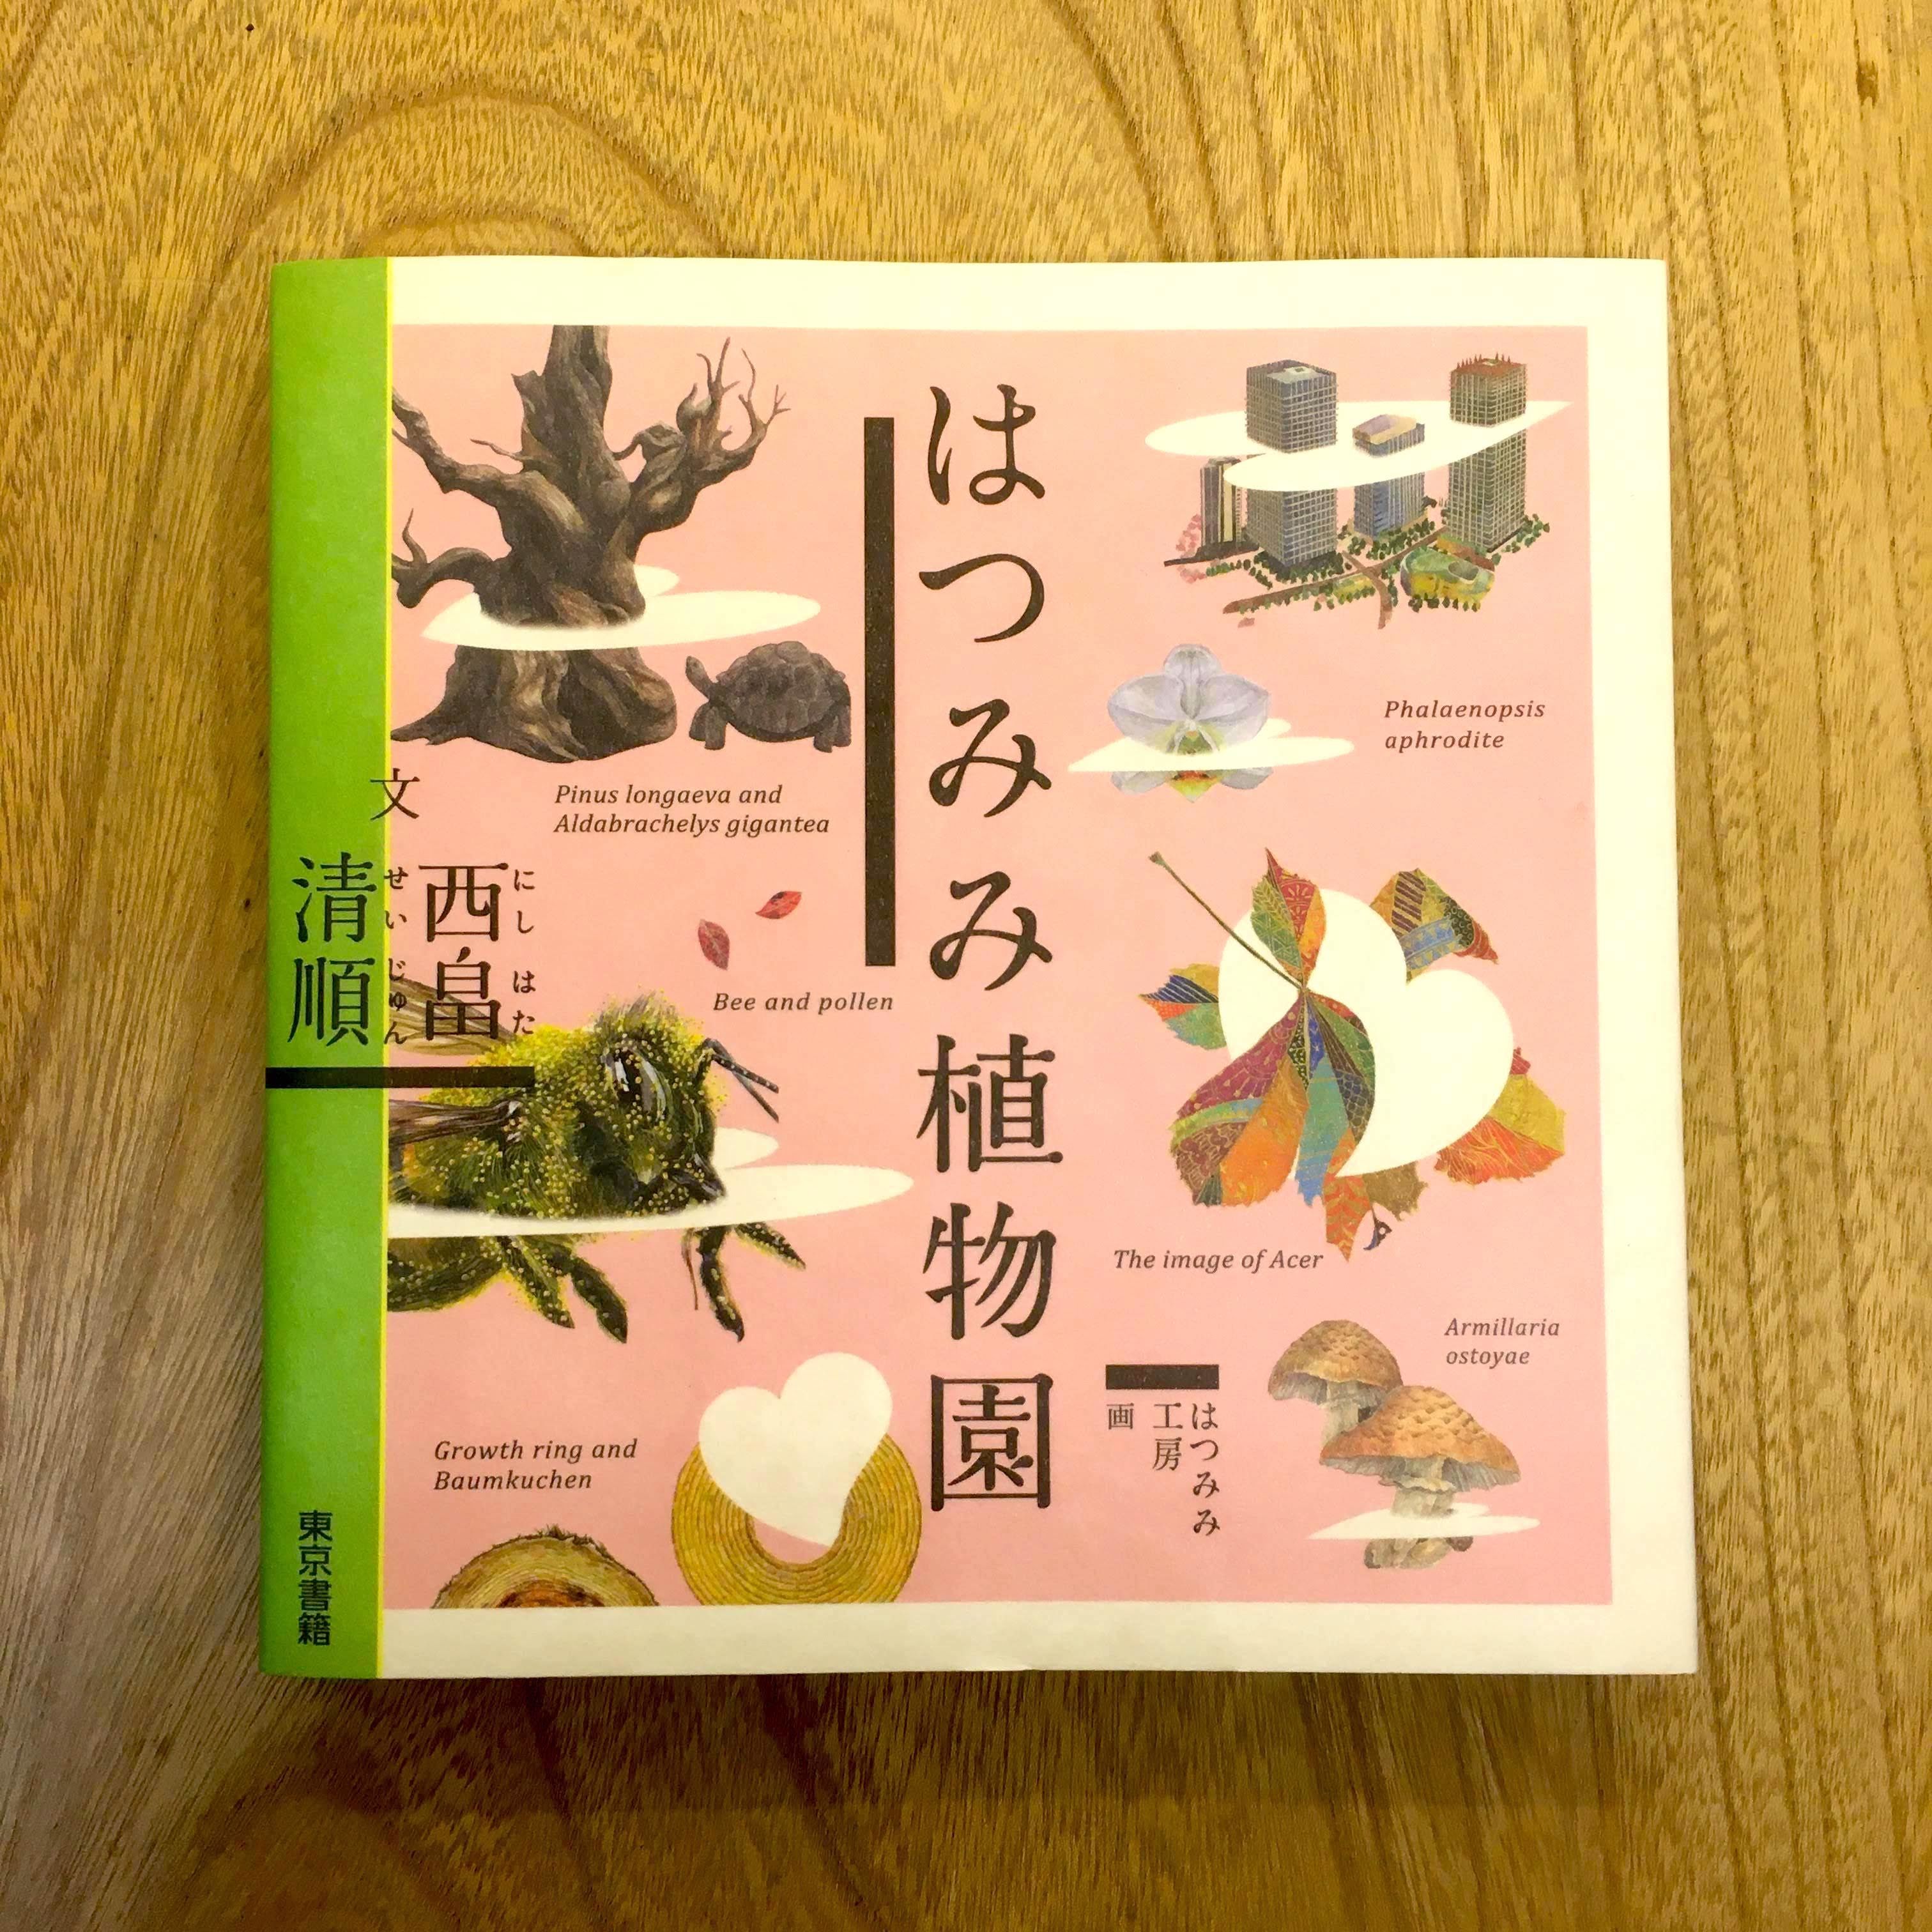 はつみみ植物園
文
西畠
にし はた
清順
せい じゅん
東京書籍
はつみみ
工房
画
Pinus longaeva and
Aldabrachelys gigantea
Bee and pollen
Growth ring and
Baumkuchen
Phalaenopsis
aphrodite
The image of Acer
Armillaria
ostoyae